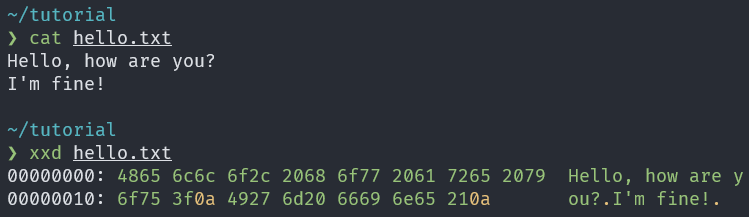 ~/tutorial
❯ cat hello.txt
Hello, how are you?
I'm fine!
~/tutorial
❯ xxd hello.txt
00000000: 4865 6c6c 6f2c 2068 6f77 2061 7265 2079  Hello, how are y
00000010: 6f75 3f0a 4927 6d20 6669 6e65 210a       ou?.I'm fine!.